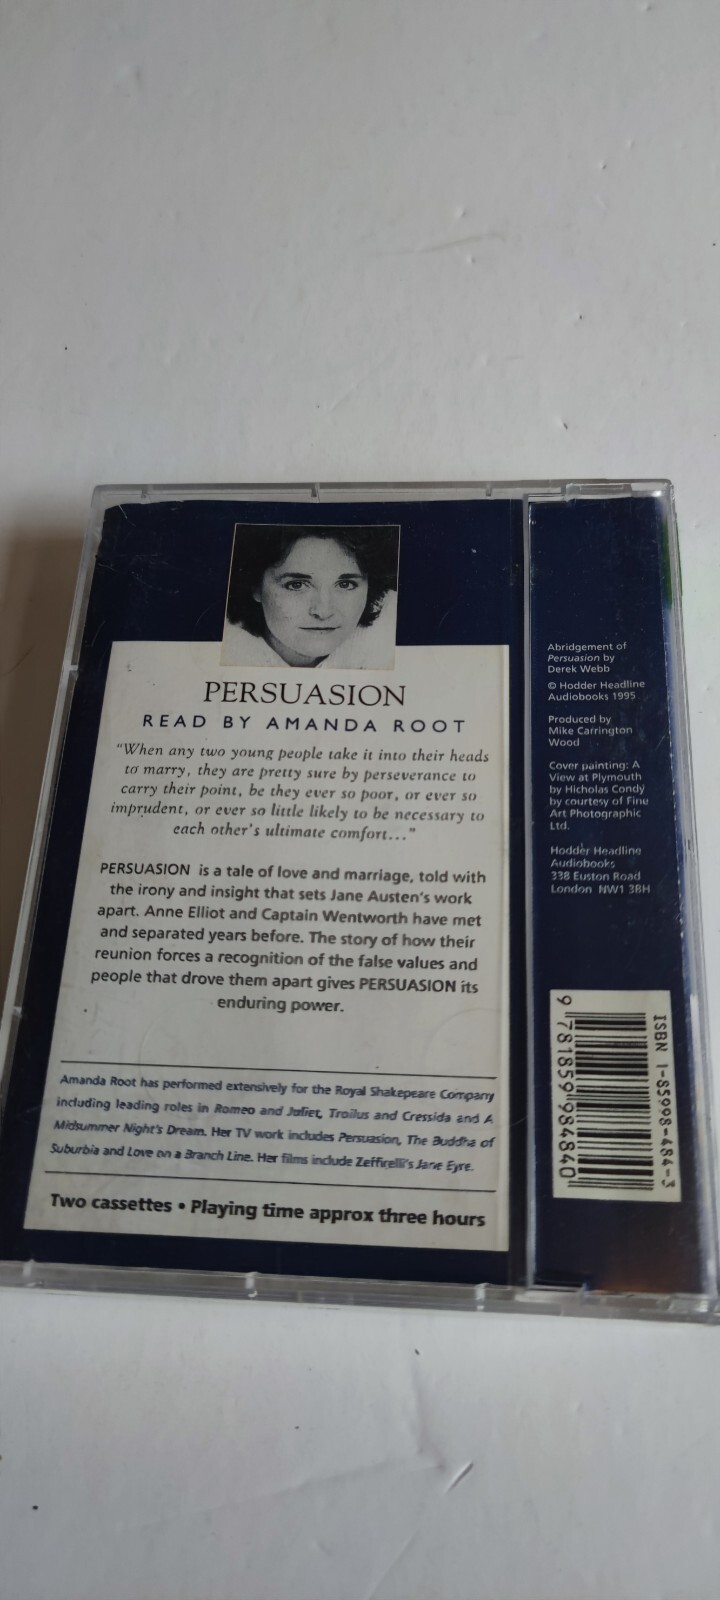 PERSUASION
READ BY AMANDA ROOT
"When any two young people take it into their heads
to marry, they are pretty sure by perseverance to
carry their point, be they ever so poor, or ever so
imprudent, or ever so little likely to be necessary to
each other's ultimate comfort..."
PERSUASION is a tale of love and marriage, told with
the irony and insight that sets Jane Austen's work
apart. Anne Elliot and Captain Wentworth have met
and separated years before. The story of how their
reunion forces a recognition of the false values and
people that drove them apart gives PERSUASION its
enduring power.
Amanda Root has performed extensively for the Royal Shakepeare Company
including leading roles in Romeo and Juliet, Troilus and Cressida and A
Midsummer Night's Dream. Her TV work includes Persuasion, The Buddha of
Suburbia and Love on a Branch Line. Her films include Zeffirelli's Jane Eyre.
Two cassettes • Playing time approx three hours
Abridgement of
Persuasion by
Derek Webb
© Hodder Headline
Audiobooks 1995
Produced by
Mike Carrington
Wood
Cover painting: A
View at Plymouth
by Hicholas Condy
by courtesy of Fine
Art Photographic
Ltd.
Hodder Headline
Audiobooks
338 Euston Road
London NW1 3BH
ISBN 1-85998-484-3
9 781859 984840